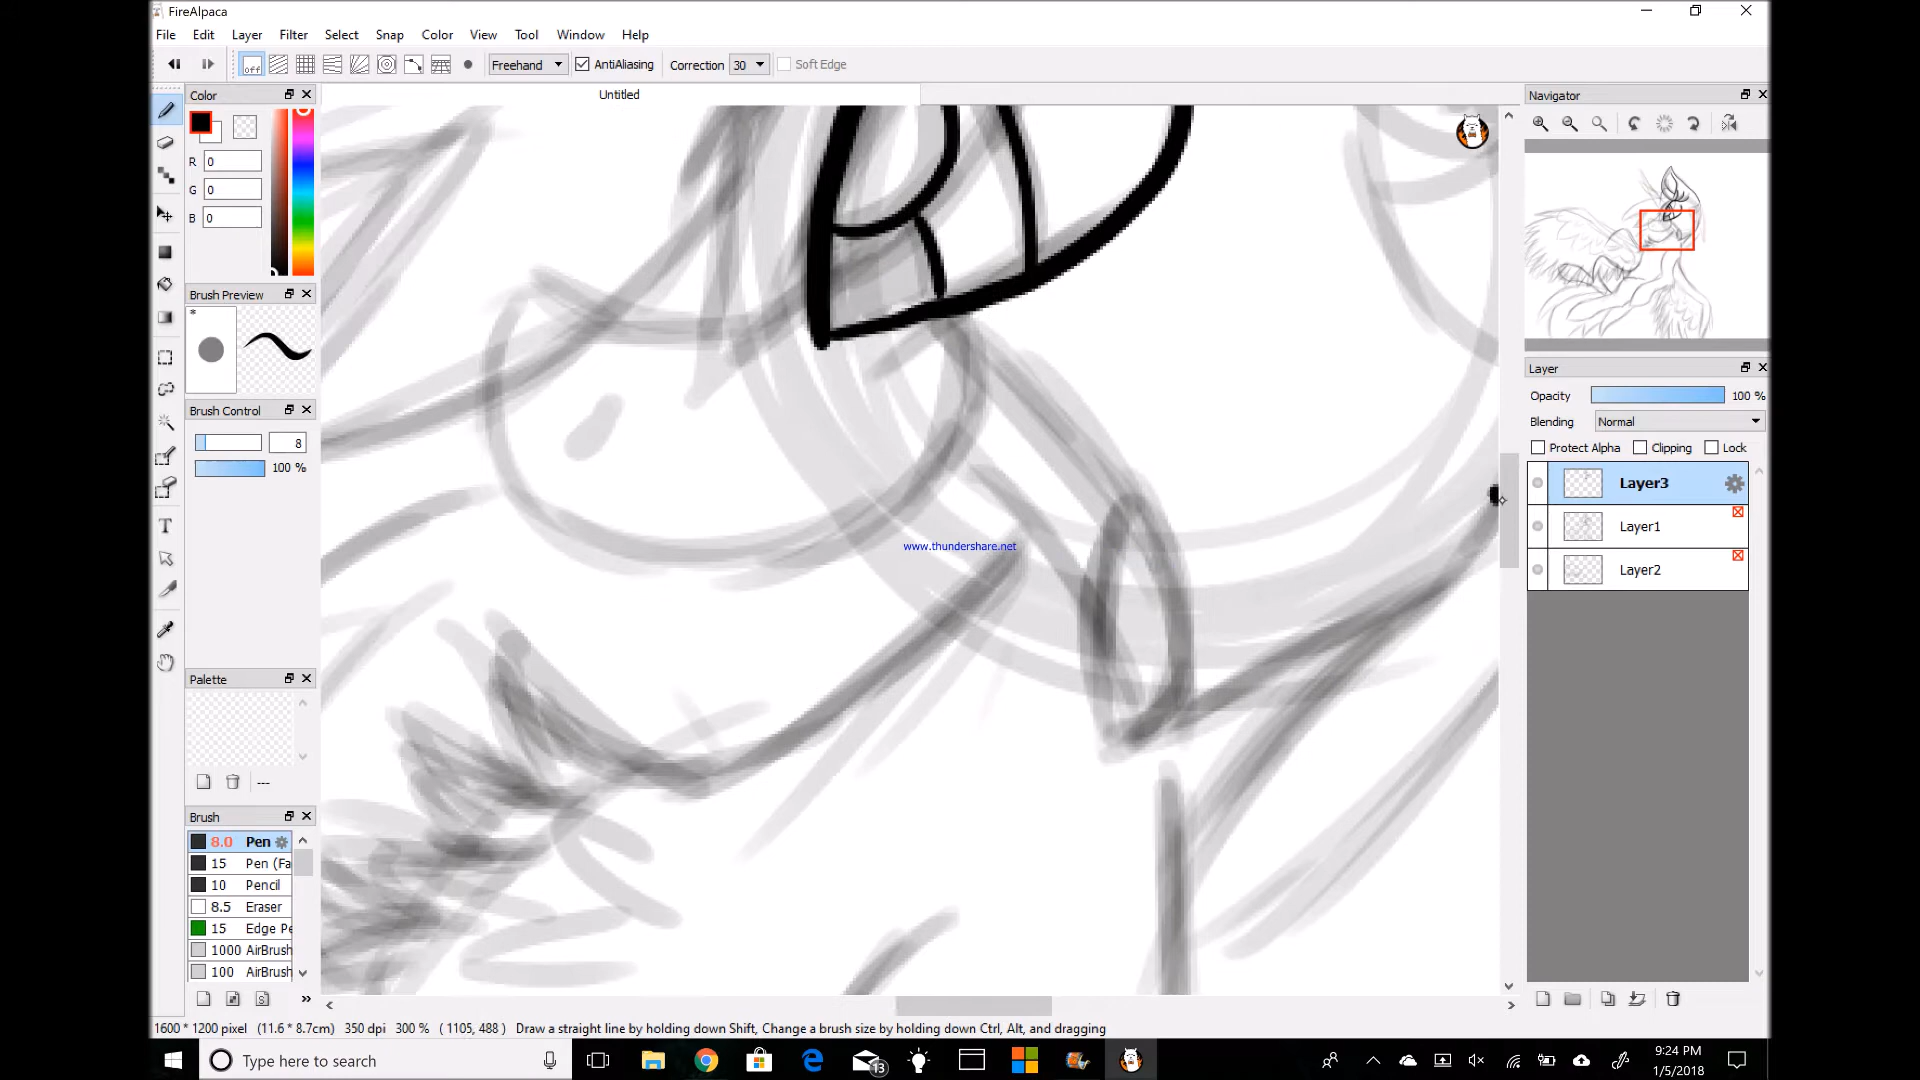 FireAlpaca
File Edit Layer Filter Select Snap Color View Tool Window Help
off Freehand AntiAliasing Correction 30 Soft Edge
Color
Untitled
Navigator
R 0
G 0
B 0
Brush Preview
*
Brush Control
8
100 %
Layer
Opacity 100 %
Blending Normal
Protect Alpha Clipping Lock
Layer3
Layer1
Layer2
www.thundershare.net
Palette
---
Brush
8.0 Pen
15 Pen (Fa
10 Pencil
8.5 Eraser
15 Edge Pe
1000 AirBrush
100 AirBrush
S
1600 * 1200 pixel (11.6 * 8.7cm) 350 dpi 300 % ( 1105, 488 ) Draw a straight line by holding down Shift, Change a brush size by holding down Ctrl, Alt, and dragging
Type here to search
13
9:24 PM
1/5/2018